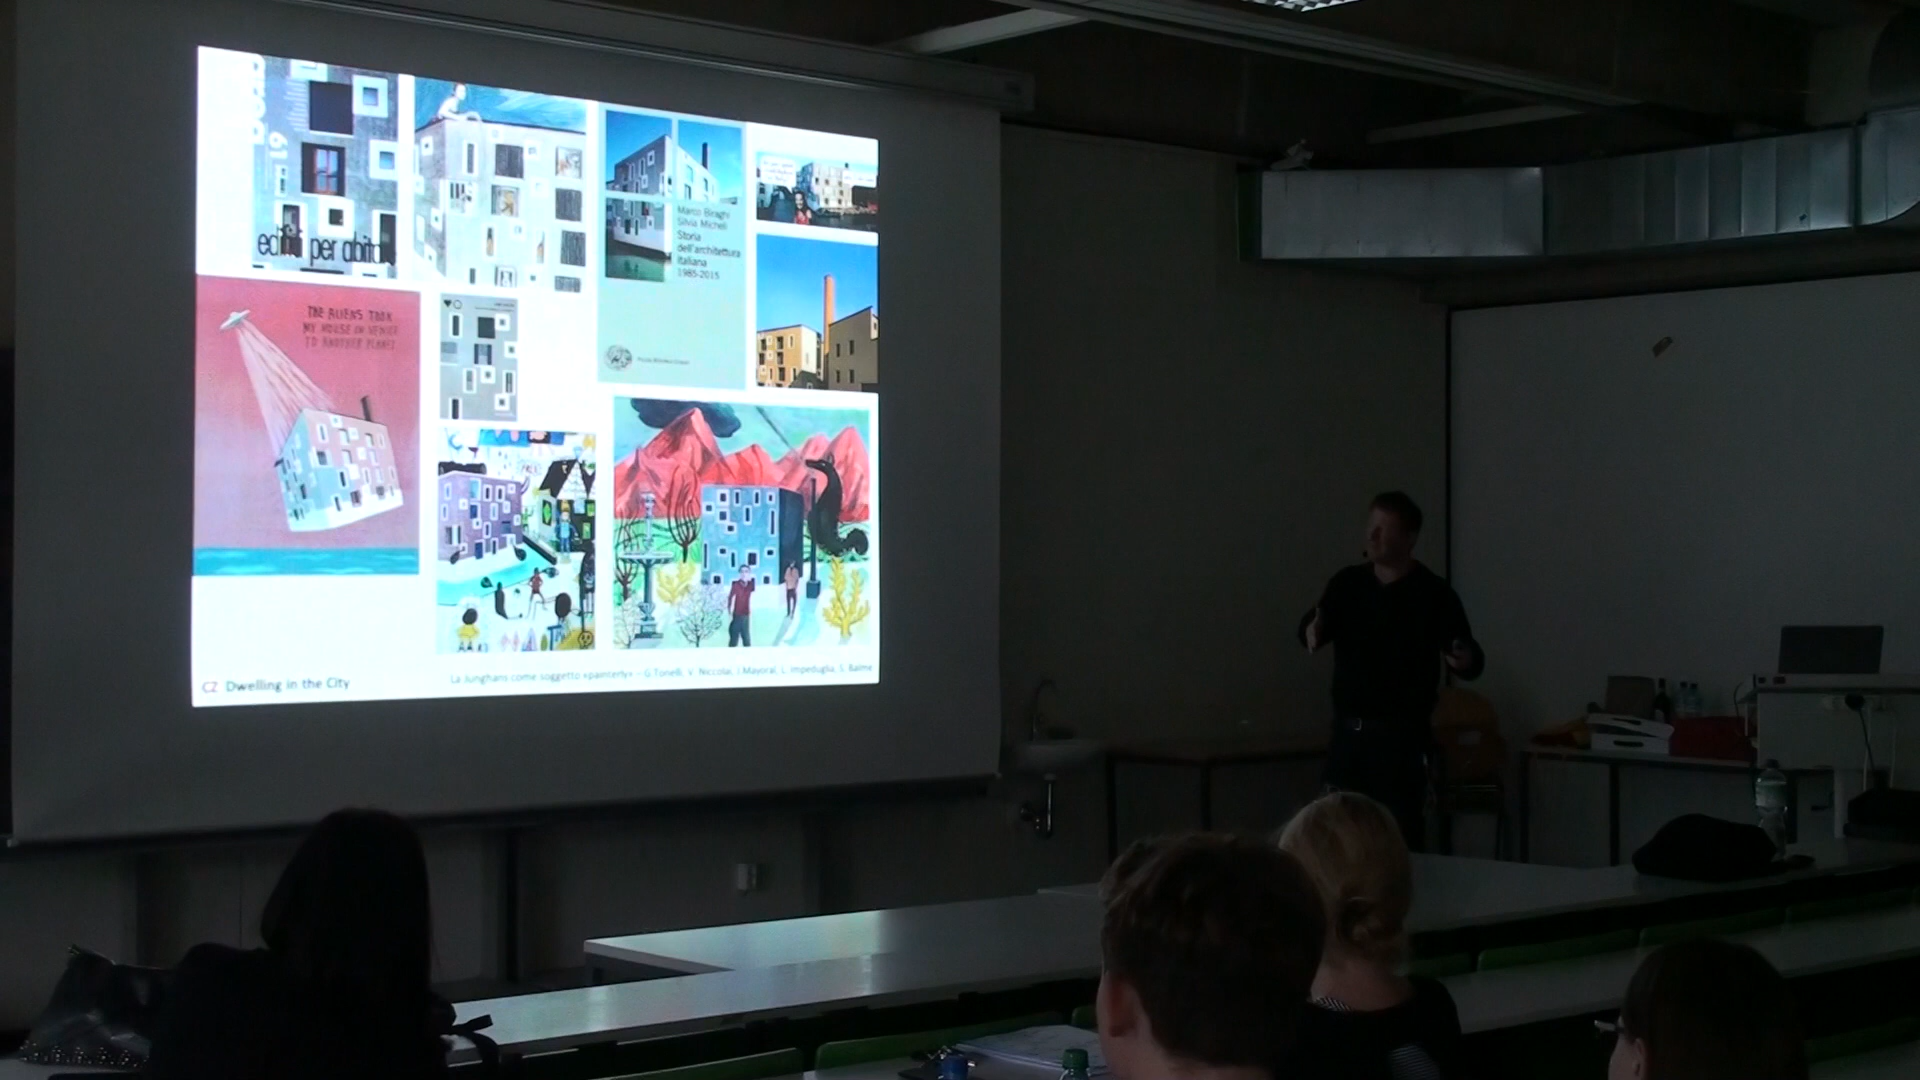 19
edifici per abitare
Marco Biraghi
Silvia Micheli
Storia
dell'architettura
italiana
1985-2015
THE ALIENS TOOK
MY HOUSE IN VENICE
TO ANOTHER PLANET
CZ Dwelling in the City
La Junghans come soggetto «painterly» – G.Tonelli, V. Niccolai, I Mayoral, L. Impeduglia, S. Balme